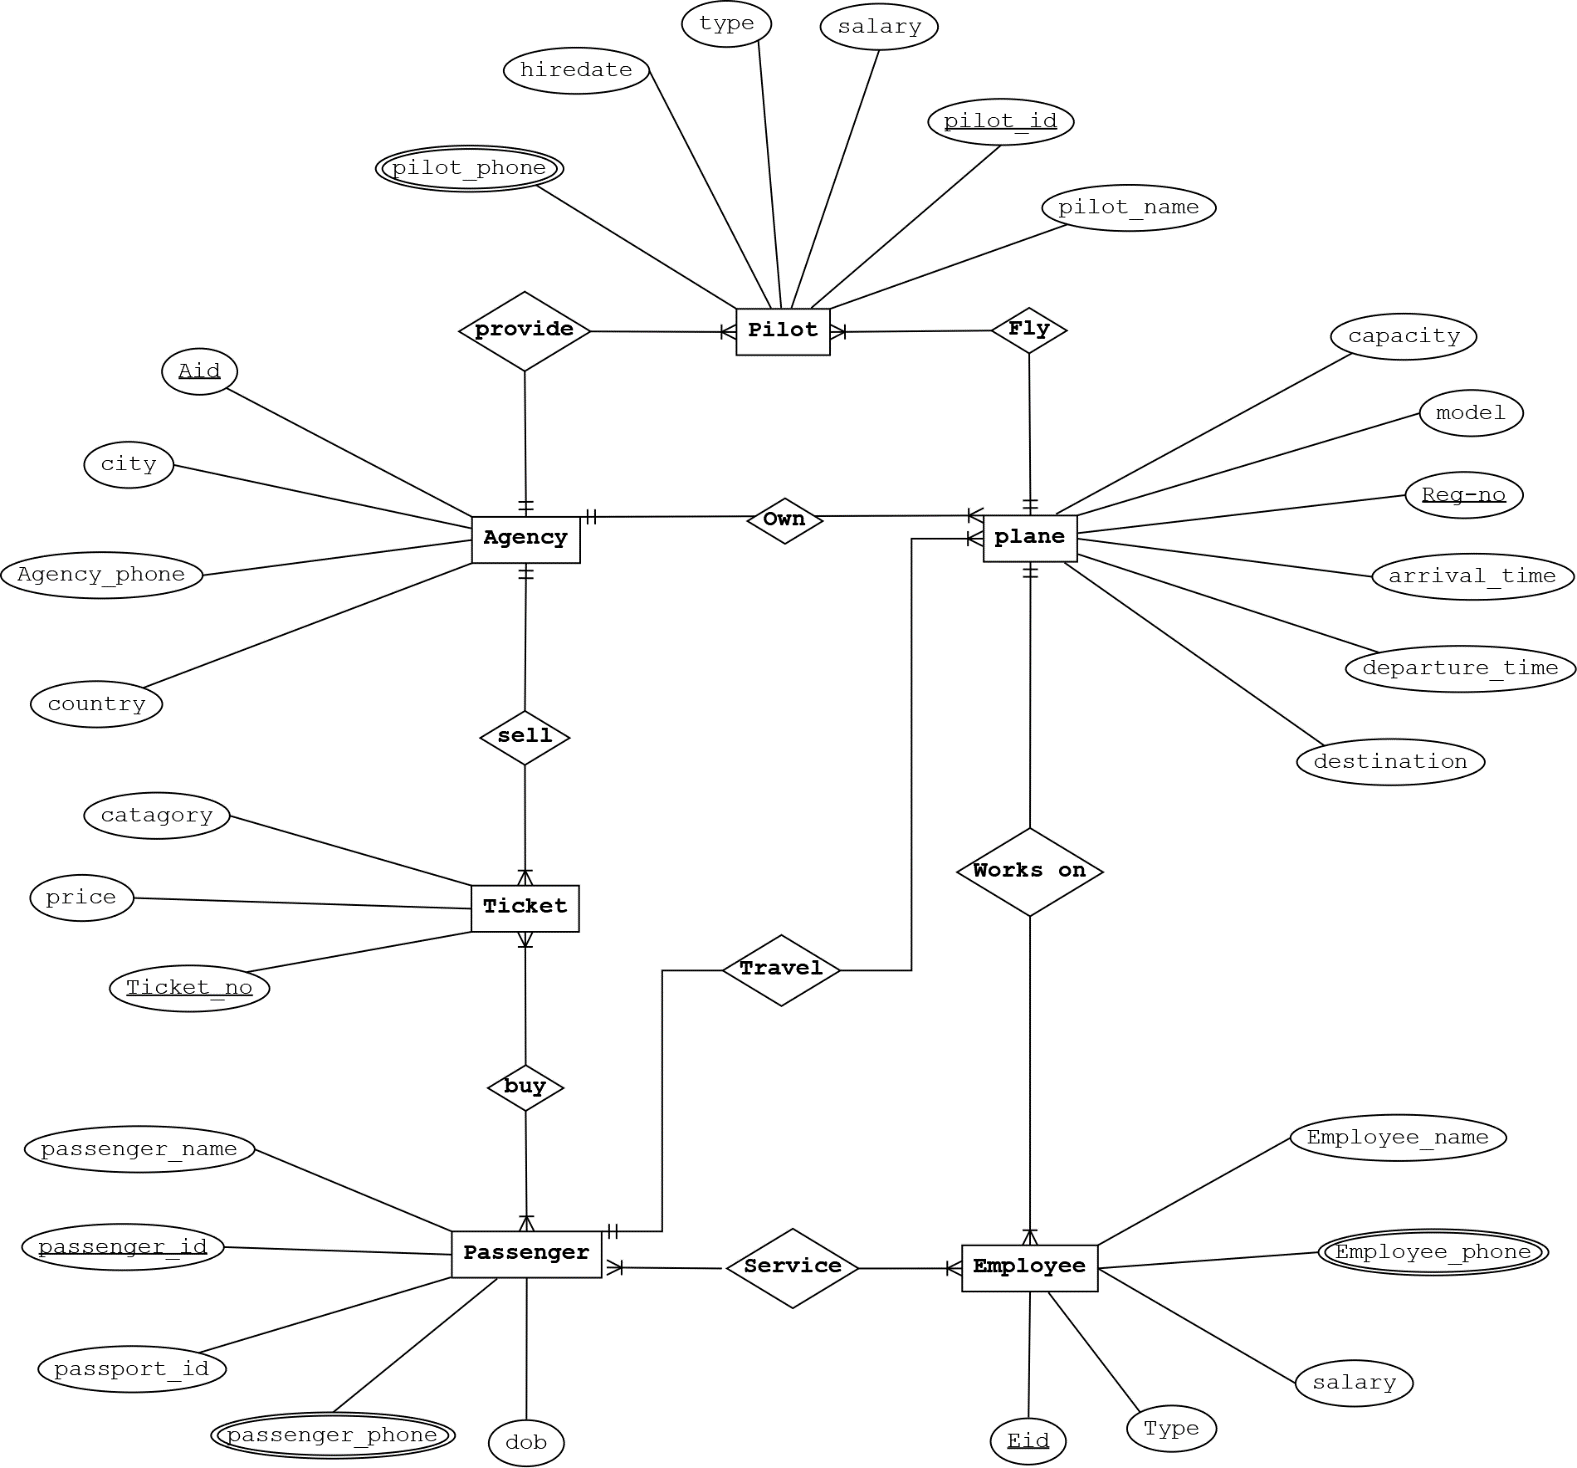 type
salary
hiredate
pilot_id
pilot_phone
pilot_name
provide
Pilot
Fly
capacity
Aid
model
city
Reg-no
Agency
Own
plane
Agency_phone
arrival_time
departure_time
country
sell
destination
catagory
Works on
price
Ticket
Travel
Ticket_no
buy
passenger_name
Employee_name
passenger_id
Passenger
Service
Employee
Employee_phone
passport_id
salary
passenger_phone
dob
Eid
Type